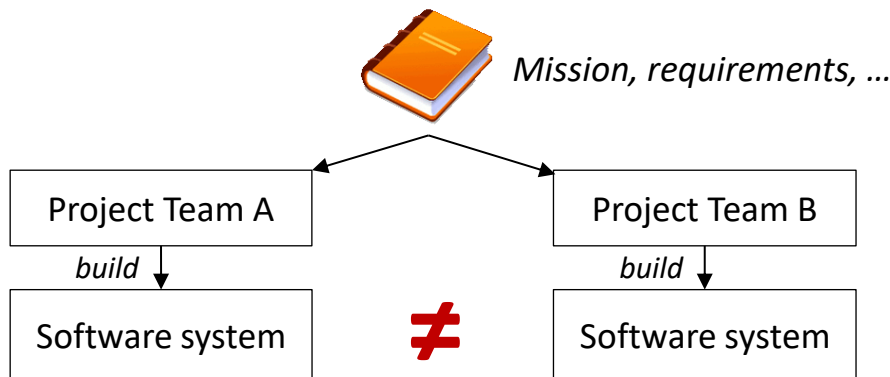 Mission, requirements, …
Project Team A
Project Team B
build
build
Software system
≠
Software system